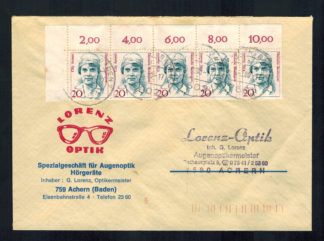 2,00 4,00 6,00 8,00 10,00
20 20 20 20 20
LORENZ
OPTIK
Spezialgeschäft für Augenoptik
Hörgeräte
Inhaber: G. Lorenz, Optikermeister
759 Achern (Baden)
Eisenbahnstraße 4 - Telefon 23 60
Lorenz-Optik
Inh. G. Lorenz
Augenoptikermeister
7590 ACHERN